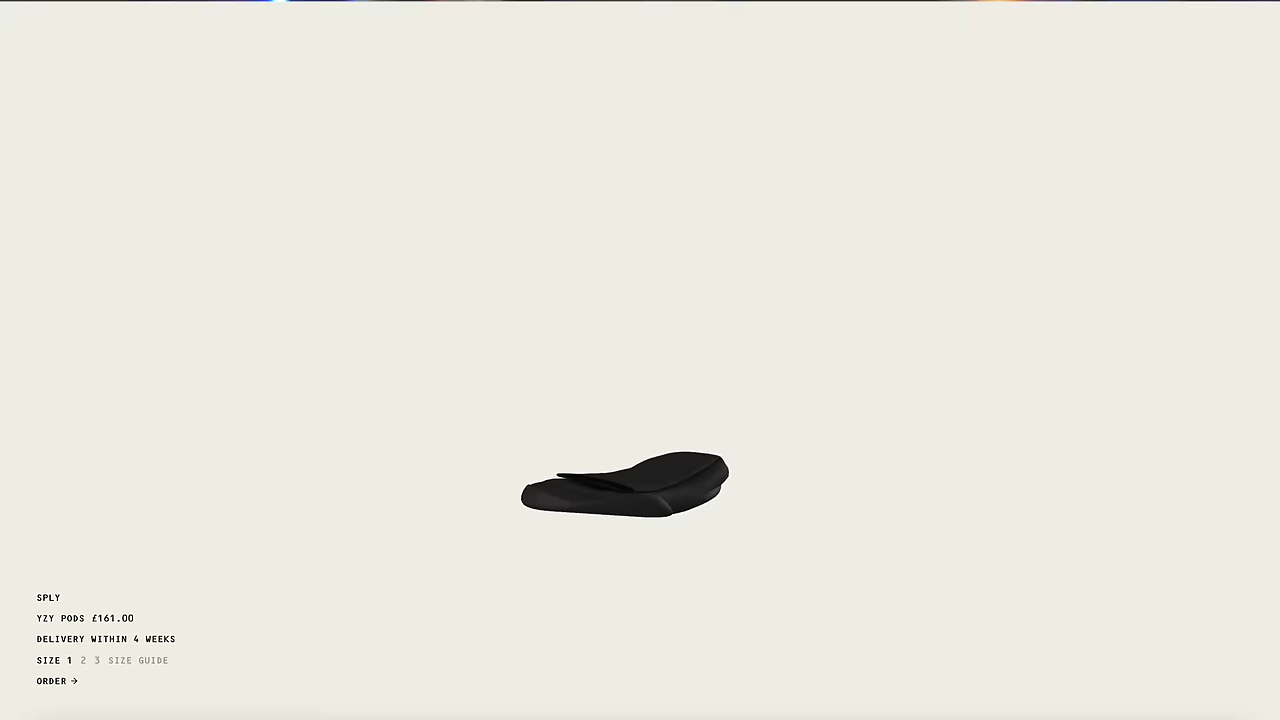 SPLY
YZY PODS £161.00
DELIVERY WITHIN 4 WEEKS
SIZE 1 2 3 SIZE GUIDE
ORDER →